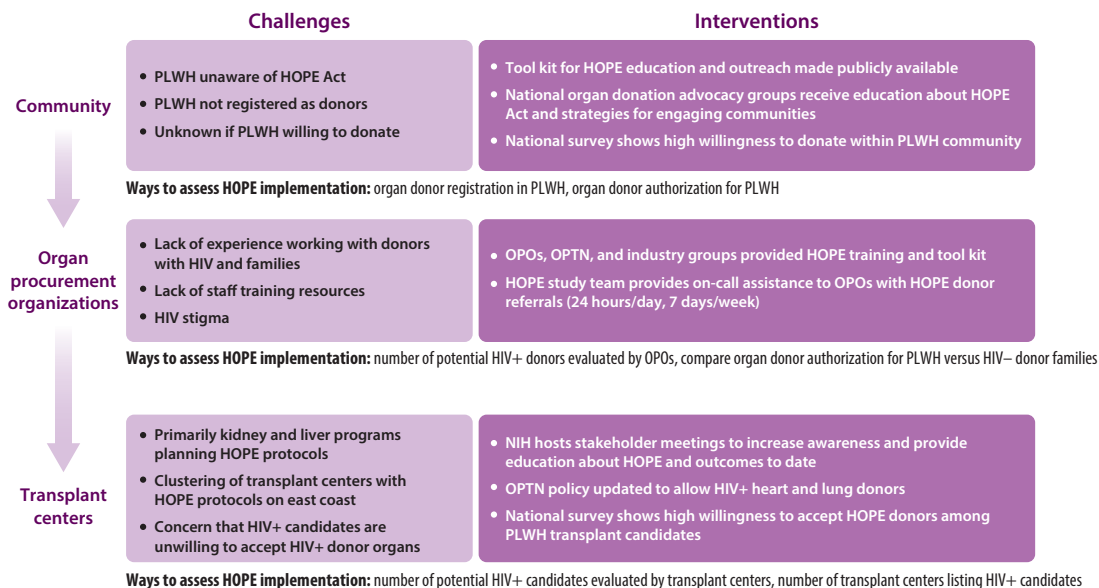 Challenges
Interventions
Community
• PLWH unaware of HOPE Act
• PLWH not registered as donors
• Unknown if PLWH willing to donate
• Tool kit for HOPE education and outreach made publicly available
• National organ donation advocacy groups receive education about HOPE
Act and strategies for engaging communities
• National survey shows high willingness to donate within PLWH community
Ways to assess HOPE implementation: organ donor registration in PLWH, organ donor authorization for PLWH
Organ
procurement
organizations
• Lack of experience working with donors
with HIV and families
• Lack of staff training resources
• HIV stigma
• OPOs, OPTN, and industry groups provided HOPE training and tool kit
• HOPE study team provides on-call assistance to OPOs with HOPE donor
referrals (24 hours/day, 7 days/week)
Ways to assess HOPE implementation: number of potential HIV+ donors evaluated by OPOs, compare organ donor authorization for PLWH versus HIV– donor families
Transplant
centers
• Primarily kidney and liver programs
planning HOPE protocols
• Clustering of transplant centers with
HOPE protocols on east coast
• Concern that HIV+ candidates are
unwilling to accept HIV+ donor organs
• NIH hosts stakeholder meetings to increase awareness and provide
education about HOPE and outcomes to date
• OPTN policy updated to allow HIV+ heart and lung donors
• National survey shows high willingness to accept HOPE donors among
PLWH transplant candidates
Ways to assess HOPE implementation: number of potential HIV+ candidates evaluated by transplant centers, number of transplant centers listing HIV+ candidates